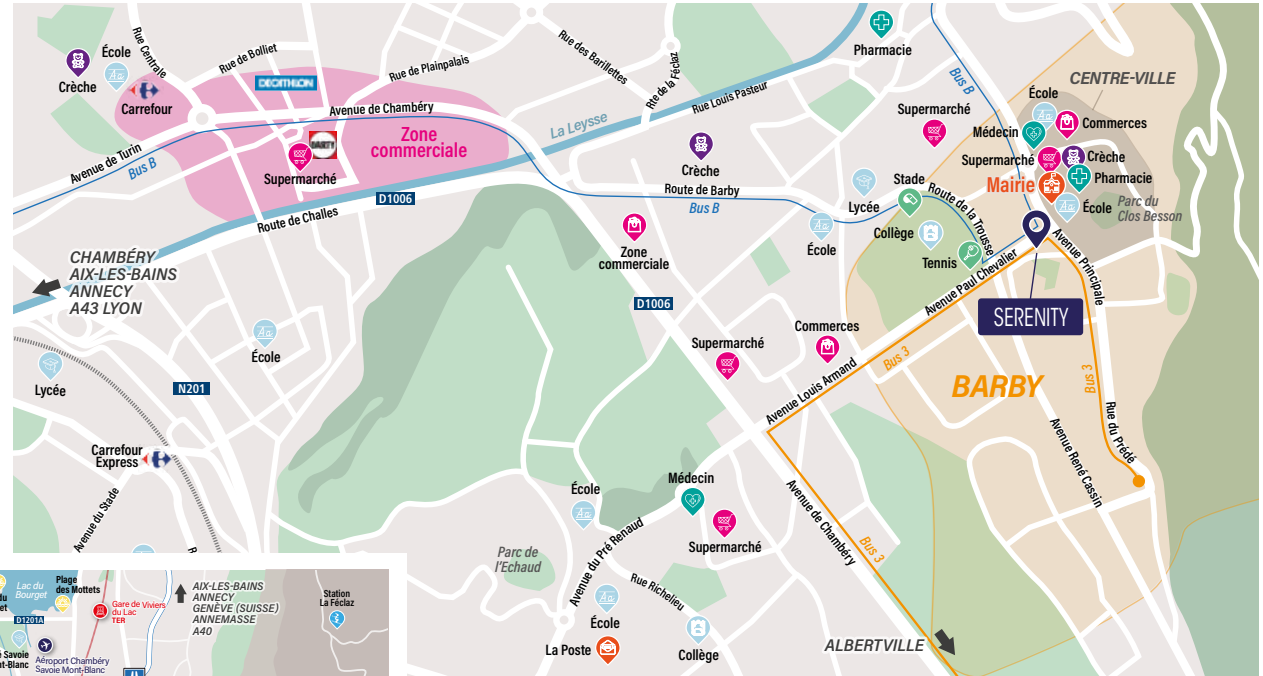 École
Crèche
Rue Centrale
Carrefour
Rue de Bolliet
DECATHLON
Rue de Plainpalais
Rue des Barillettes
Rte de la Féclaz
Pharmacie
Bus B
CENTRE-VILLE
Avenue de Chambéry
Rue Louis Pasteur
La Leysse
Zone
commerciale
DARTY
Supermarché
Avenue de Turin
Bus B
D1006
Route de Challes
Crèche
Route de Barby
Bus B
Supermarché
École
Commerces
Médecin
Supermarché
Crèche
Pharmacie
Mairie
École
Parc du
Clos Besson
Lycée
Stade
Route de la Trousse
Collège
Tennis
École
Zone
commerciale
Avenue Paul Chevalier
Avenue Principale
SERENITY
CHAMBÉRY
AIX-LES-BAINS
ANNECY
A43 LYON
D1006
École
Lycée
N201
Supermarché
Commerces
Avenue Louis Armand
Bus 3
BARBY
Bus 3
Rue du Prédé
Avenue René Cassin
Carrefour
Express
Avenue du Stade
Médecin
École
Supermarché
Avenue de Chambéry
Bus 3
Parc de
l'Echaud
Avenue du Pré Renaud
Rue Richelieu
École
La Poste
Collège
ALBERTVILLE
Lac du
Bourget
Plage
des Mottets
D1201A
Gare de Viviers
du Lac
TER
Aéroport Chambéry
Savoie Mont-Blanc
AIX-LES-BAINS
ANNECY
GENÈVE (SUISSE)
ANNEMASSE
A40
Station
La Féclaz